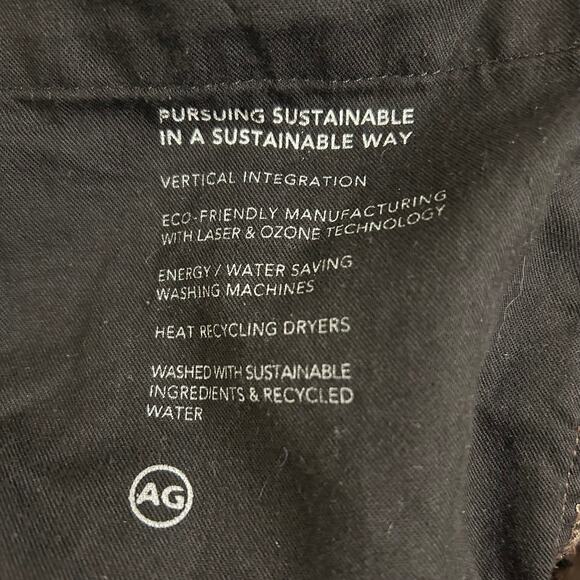 PURSUING SUSTAINABLE
IN A SUSTAINABLE WAY
VERTICAL INTEGRATION
ECO-FRIENDLY MANUFACTURING
WITH LASER & OZONE TECHNOLOGY
ENERGY / WATER SAVING
WASHING MACHINES
HEAT RECYCLING DRYERS
WASHED WITH SUSTAINABLE
INGREDIENTS & RECYCLED
WATER
AG